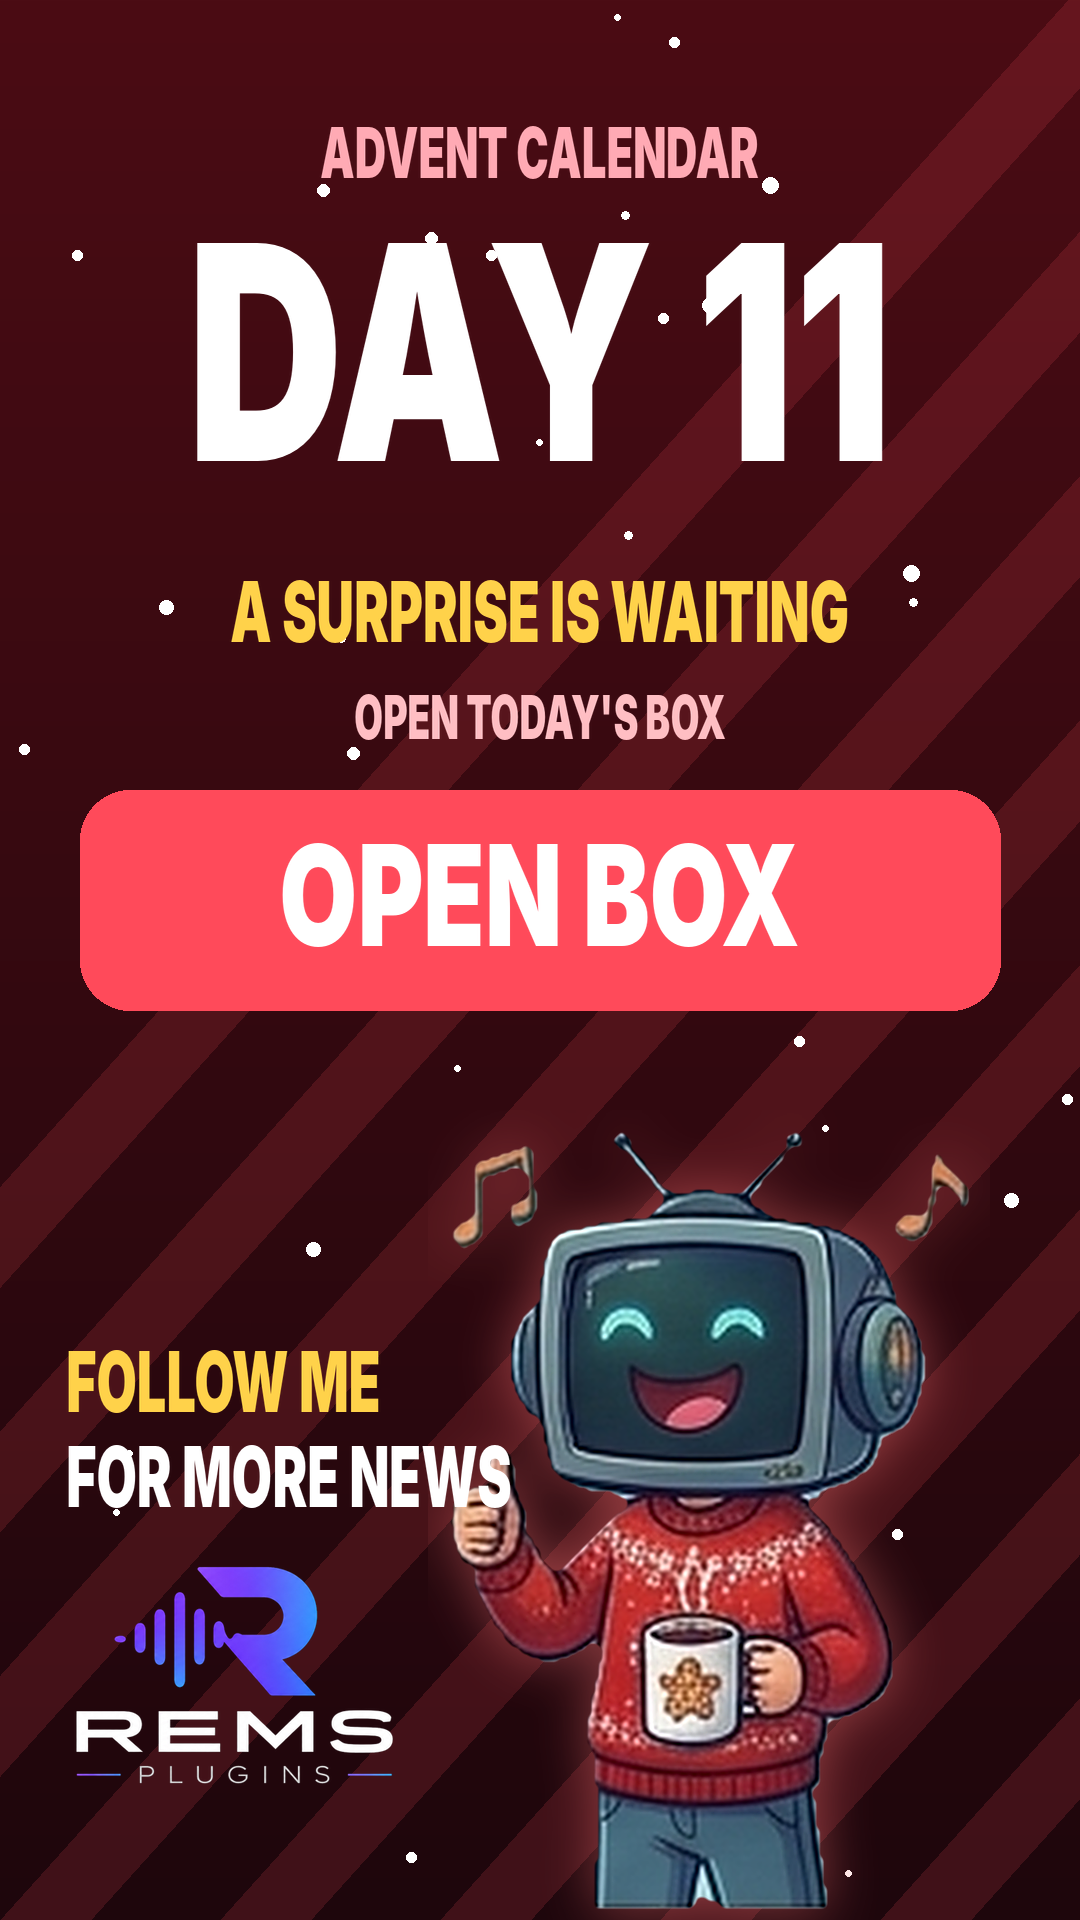 ADVENT CALENDAR
DAY 11
A SURPRISE IS WAITING
OPEN TODAY'S BOX
OPEN BOX
FOLLOW ME
FOR MORE NEWS
REMS
PLUGINS